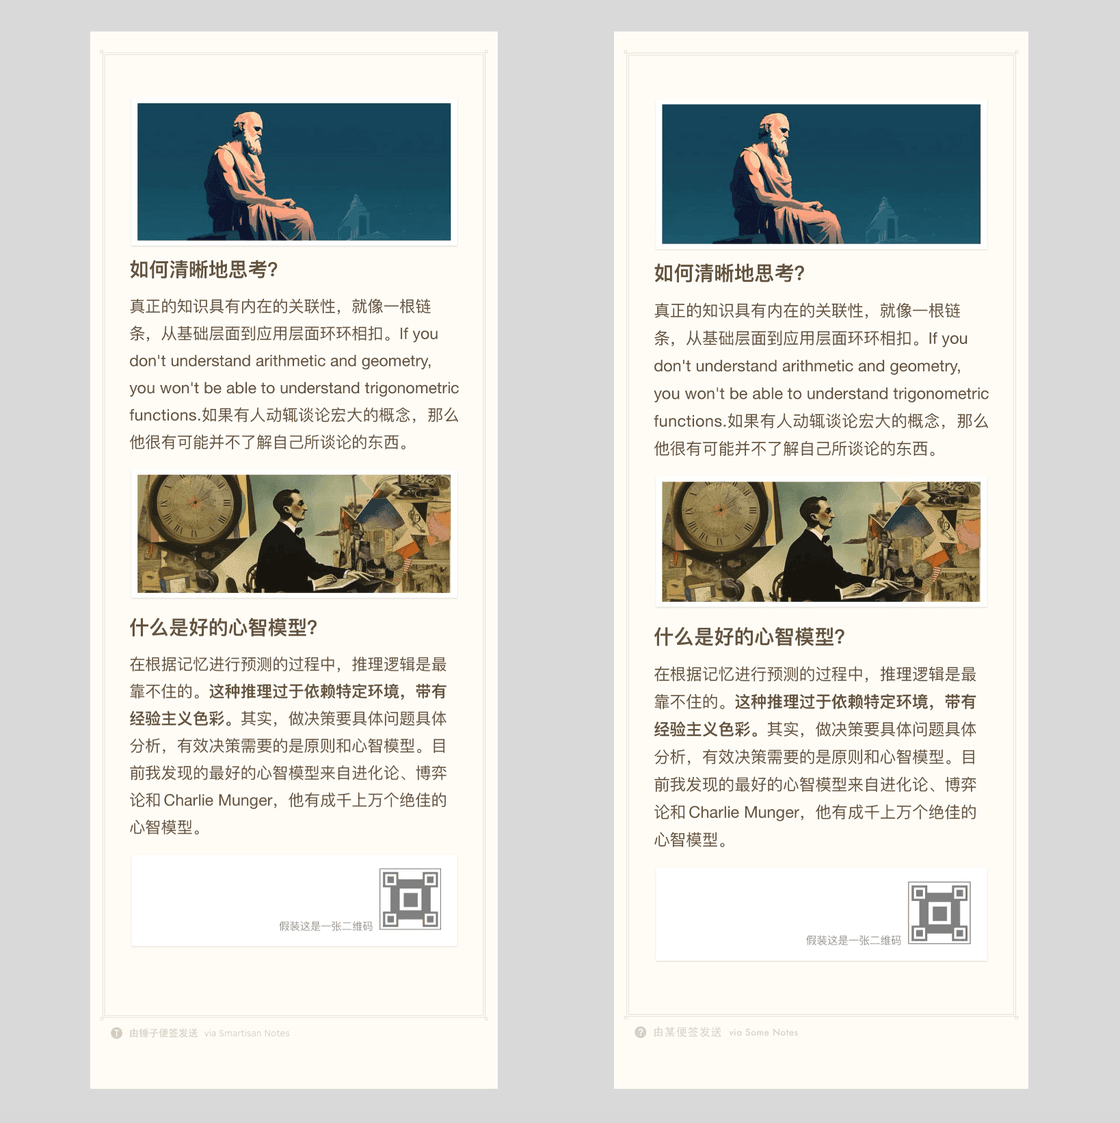 如何清晰地思考?
真正的知识具有内在的关联性，就像一根链
条，从基础层面到应用层面环环相扣。If you
don't understand arithmetic and geometry,
you won't be able to understand trigonometric
functions.如果有人动辄谈论宏大的概念，那么
他很有可能并不了解自己所谈论的东西。
什么是好的心智模型?
在根据记忆进行预测的过程中，推理逻辑是最
靠不住的。这种推理过于依赖特定环境，带有
经验主义色彩。其实，做决策要具体问题具体
分析，有效决策需要的是原则和心智模型。目
前我发现的最好的心智模型来自进化论、博弈
论和 Charlie Munger，他有成千上万个绝佳的
心智模型。
假装这是一张二维码
T 由锤子便签发送 via Smartisan Notes
如何清晰地思考?
真正的知识具有内在的关联性，就像一根链
条，从基础层面到应用层面环环相扣。If you
don't understand arithmetic and geometry,
you won't be able to understand trigonometric
functions.如果有人动辄谈论宏大的概念，那么
他很有可能并不了解自己所谈论的东西。
什么是好的心智模型?
在根据记忆进行预测的过程中，推理逻辑是最
靠不住的。这种推理过于依赖特定环境，带有
经验主义色彩。其实，做决策要具体问题具体
分析，有效决策需要的是原则和心智模型。目
前我发现的最好的心智模型来自进化论、博弈
论和 Charlie Munger，他有成千上万个绝佳的
心智模型。
假装这是一张二维码
? 由某便签发送 via Some Notes